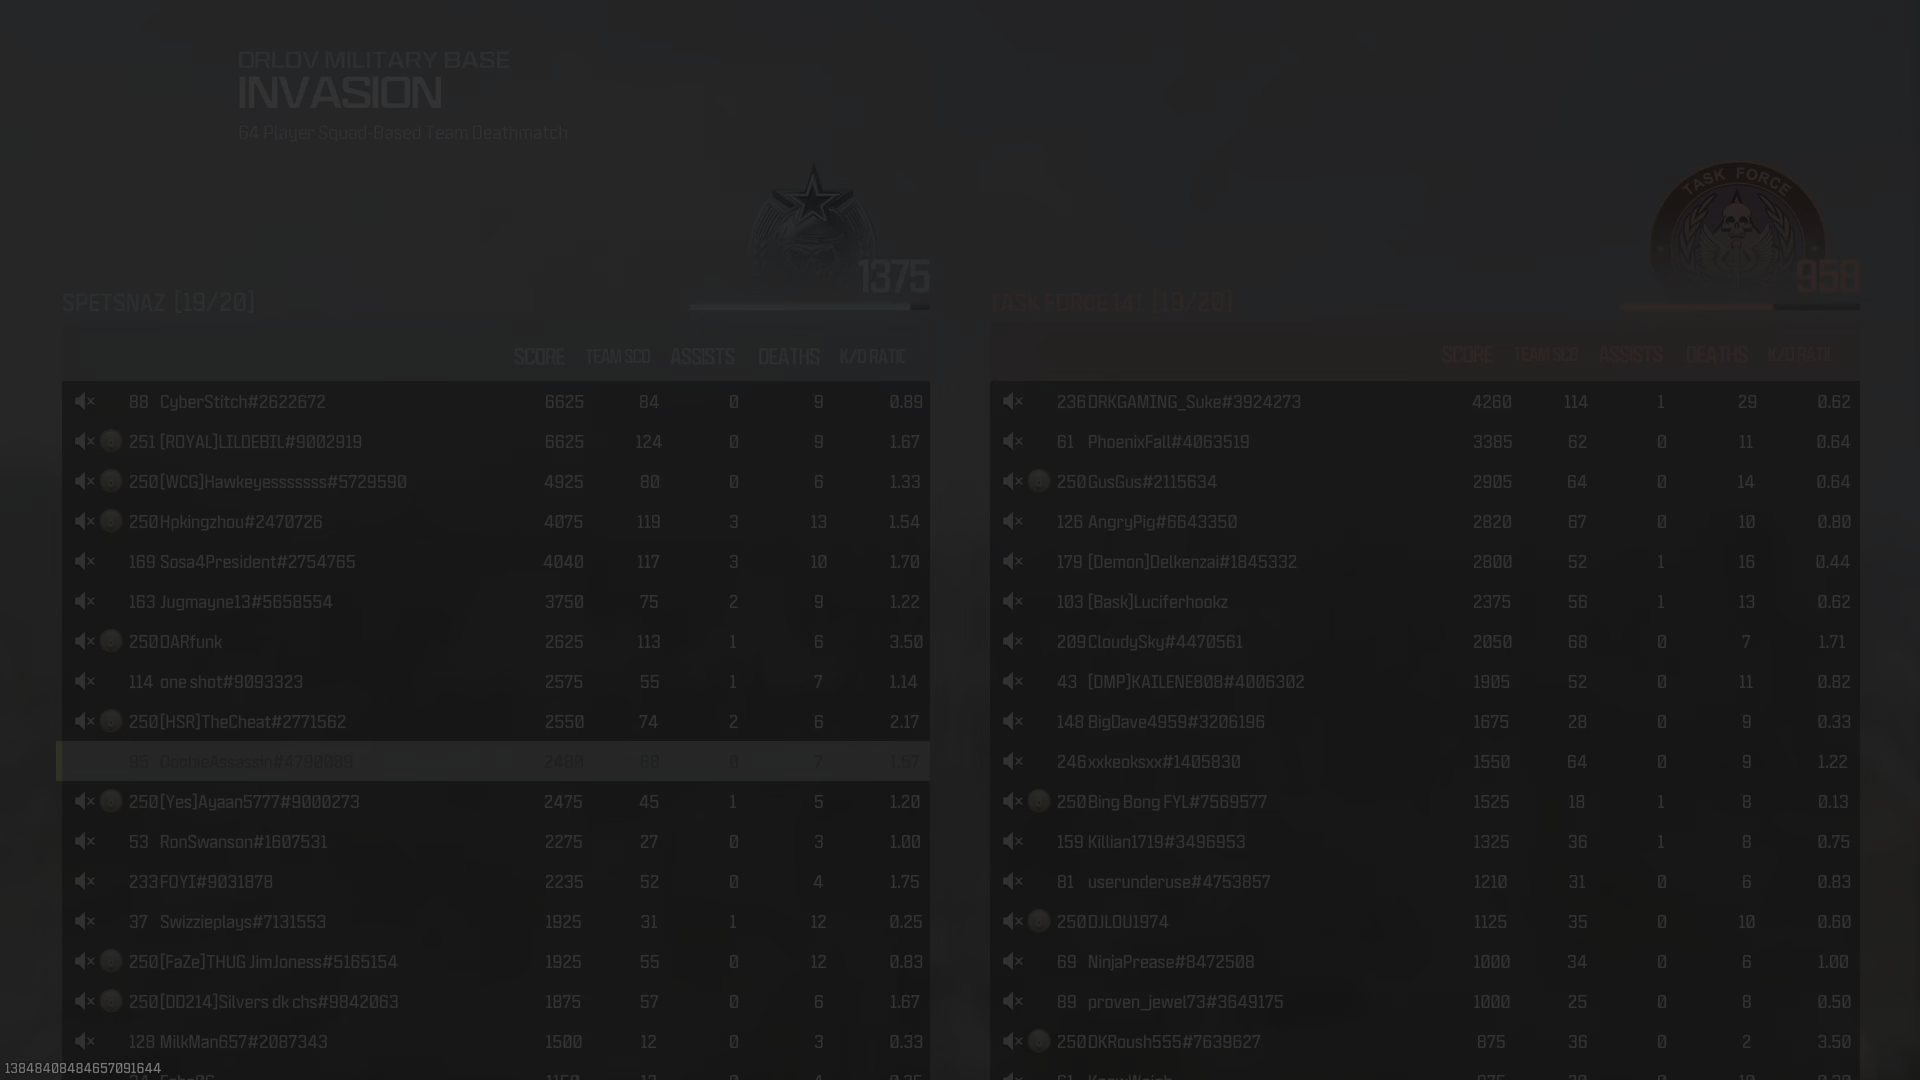 ORLOV MILITARY BASE
INVASION
64 Player Squad-Based Team Deathmatch
TASK FORCE
1375
959
SPETSNAZ [19/20]
TASK FORCE 141 [19/20]
SCORE TEAM SCO ASSISTS DEATHS K/D RATIO
SCORE TEAM SCO ASSISTS DEATHS K/D RATIO
88 CyberStitch#2622672 6625 84 0 9 0.89
251 [ROYAL]LILDEBIL#9002919 6625 124 0 9 1.67
250 [WCG]Hawkeyesssssss#5729590 4925 80 0 6 1.33
250 Hpkingzhou#2470726 4075 119 3 13 1.54
169 Sosa4President#2754765 4040 117 3 10 1.70
163 Jugmayne13#5658554 3750 75 2 9 1.22
250 DARfunk 2625 113 1 6 3.50
114 one shot#9093323 2575 55 1 7 1.14
250 [HSR]TheCheat#2771562 2550 74 2 6 2.17
95 2480 68 0 7 1.57
250 [Yes]Ayaan5777#9000273 2475 45 1 5 1.20
53 RonSwanson#1607531 2275 27 0 3 1.00
233 FOYI#9031878 2235 52 0 4 1.75
37 Swizzieplays#7131553 1925 31 1 12 0.25
250 [FaZe]THUG JimJoness#5165154 1925 55 0 12 0.83
250 [DD214]Silvers dk chs#9842063 1875 57 0 6 1.67
128 MilkMan657#2087343 1500 12 0 3 0.33
236 DRKGAMING_Suke#3924273 4260 114 1 29 0.62
61 PhoenixFall#4063519 3385 62 0 11 0.64
250 GusGus#2115634 2905 64 0 14 0.64
126 AngryPig#6643350 2820 67 0 10 0.80
179 [Demon]Delkenzai#1845332 2800 52 1 16 0.44
103 [Bask]Luciferhookz 2375 56 1 13 0.62
209 CloudySky#4470561 2050 68 0 7 1.71
43 [DMP]KAILENE808#4006302 1905 52 0 11 0.82
148 BigDave4959#3206196 1675 28 0 9 0.33
246 xxkeoksxx#1405830 1550 64 0 9 1.22
250 Bing Bong FYL#7569577 1525 18 1 8 0.13
159 Killian1719#3496953 1325 36 1 8 0.75
81 userunderuse#4753857 1210 31 0 6 0.83
250 DJLOU1974 1125 35 0 10 0.60
69 NinjaPrease#8472508 1000 34 0 6 1.00
89 proven_jewel73#3649175 1000 25 0 8 0.50
250 DKRoush555#7639627 875 36 0 2 3.50
13848408484657091644